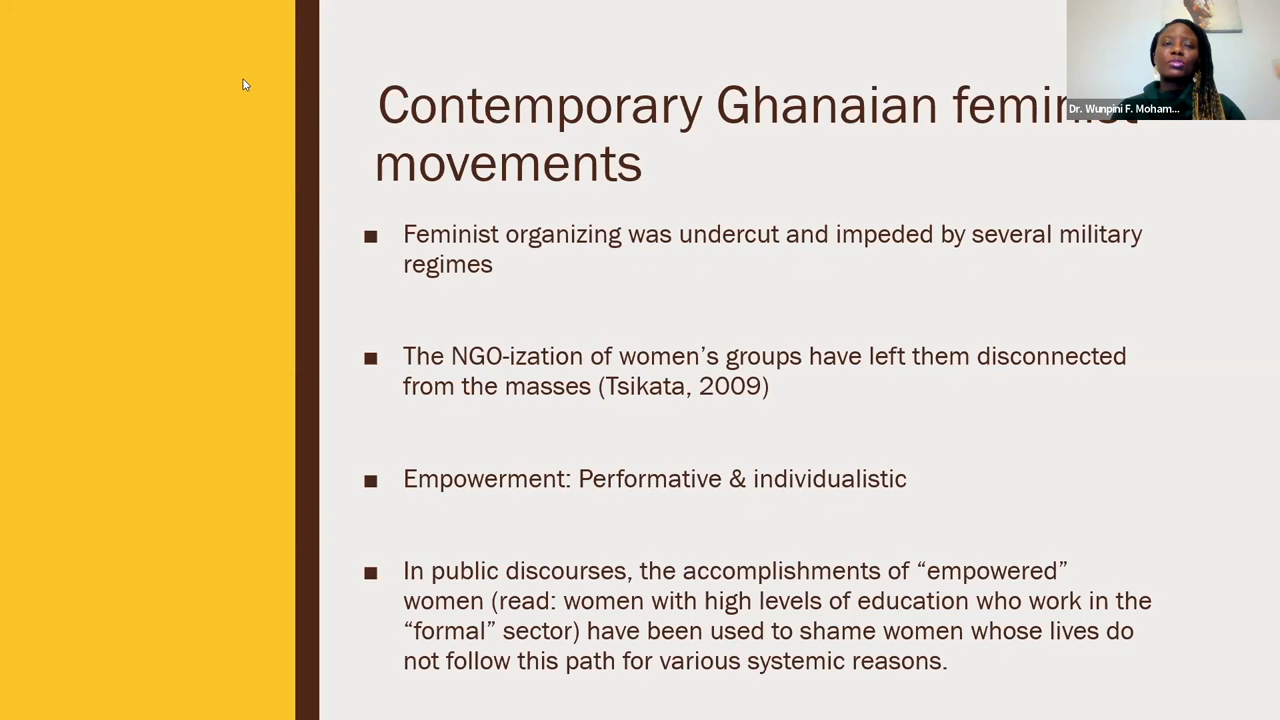 Contemporary Ghanaian feminist
movements
Dr. Wunpini F. Moham...
■ Feminist organizing was undercut and impeded by several military
regimes
■ The NGO-ization of women’s groups have left them disconnected
from the masses (Tsikata, 2009)
■ Empowerment: Performative & individualistic
■ In public discourses, the accomplishments of “empowered”
women (read: women with high levels of education who work in the
“formal” sector) have been used to shame women whose lives do
not follow this path for various systemic reasons.